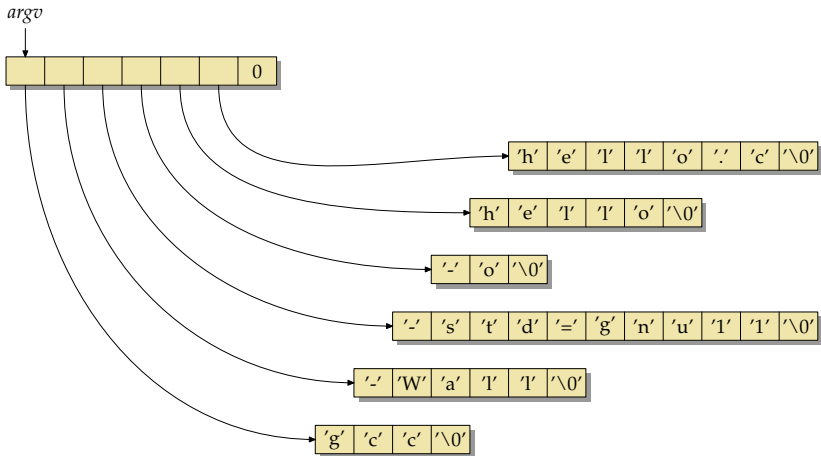 argv
0
'h' 'e' 'l' 'l' 'o' '.' 'c' '\0'
'h' 'e' 'l' 'l' 'o' '\0'
'-' 'o' '\0'
'-' 's' 't' 'd' '=' 'g' 'n' 'u' '1' '1' '\0'
'-' 'W' 'a' 'l' 'l' '\0'
'g' 'c' 'c' '\0'